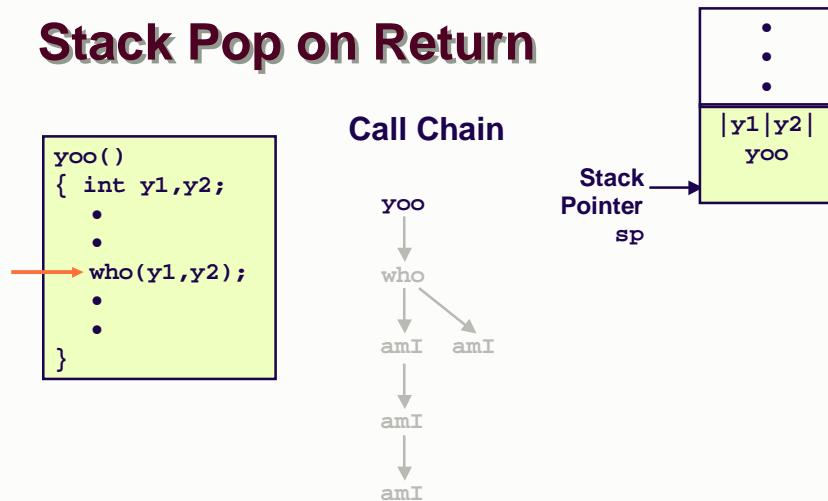 Stack Pop on Return
yoo()
{ int y1,y2;
•
•
who(y1,y2);
•
•
}
Call Chain
yoo
who
amI amI
amI
amI
•
•
•
|y1|y2|
yoo
Stack
Pointer
sp